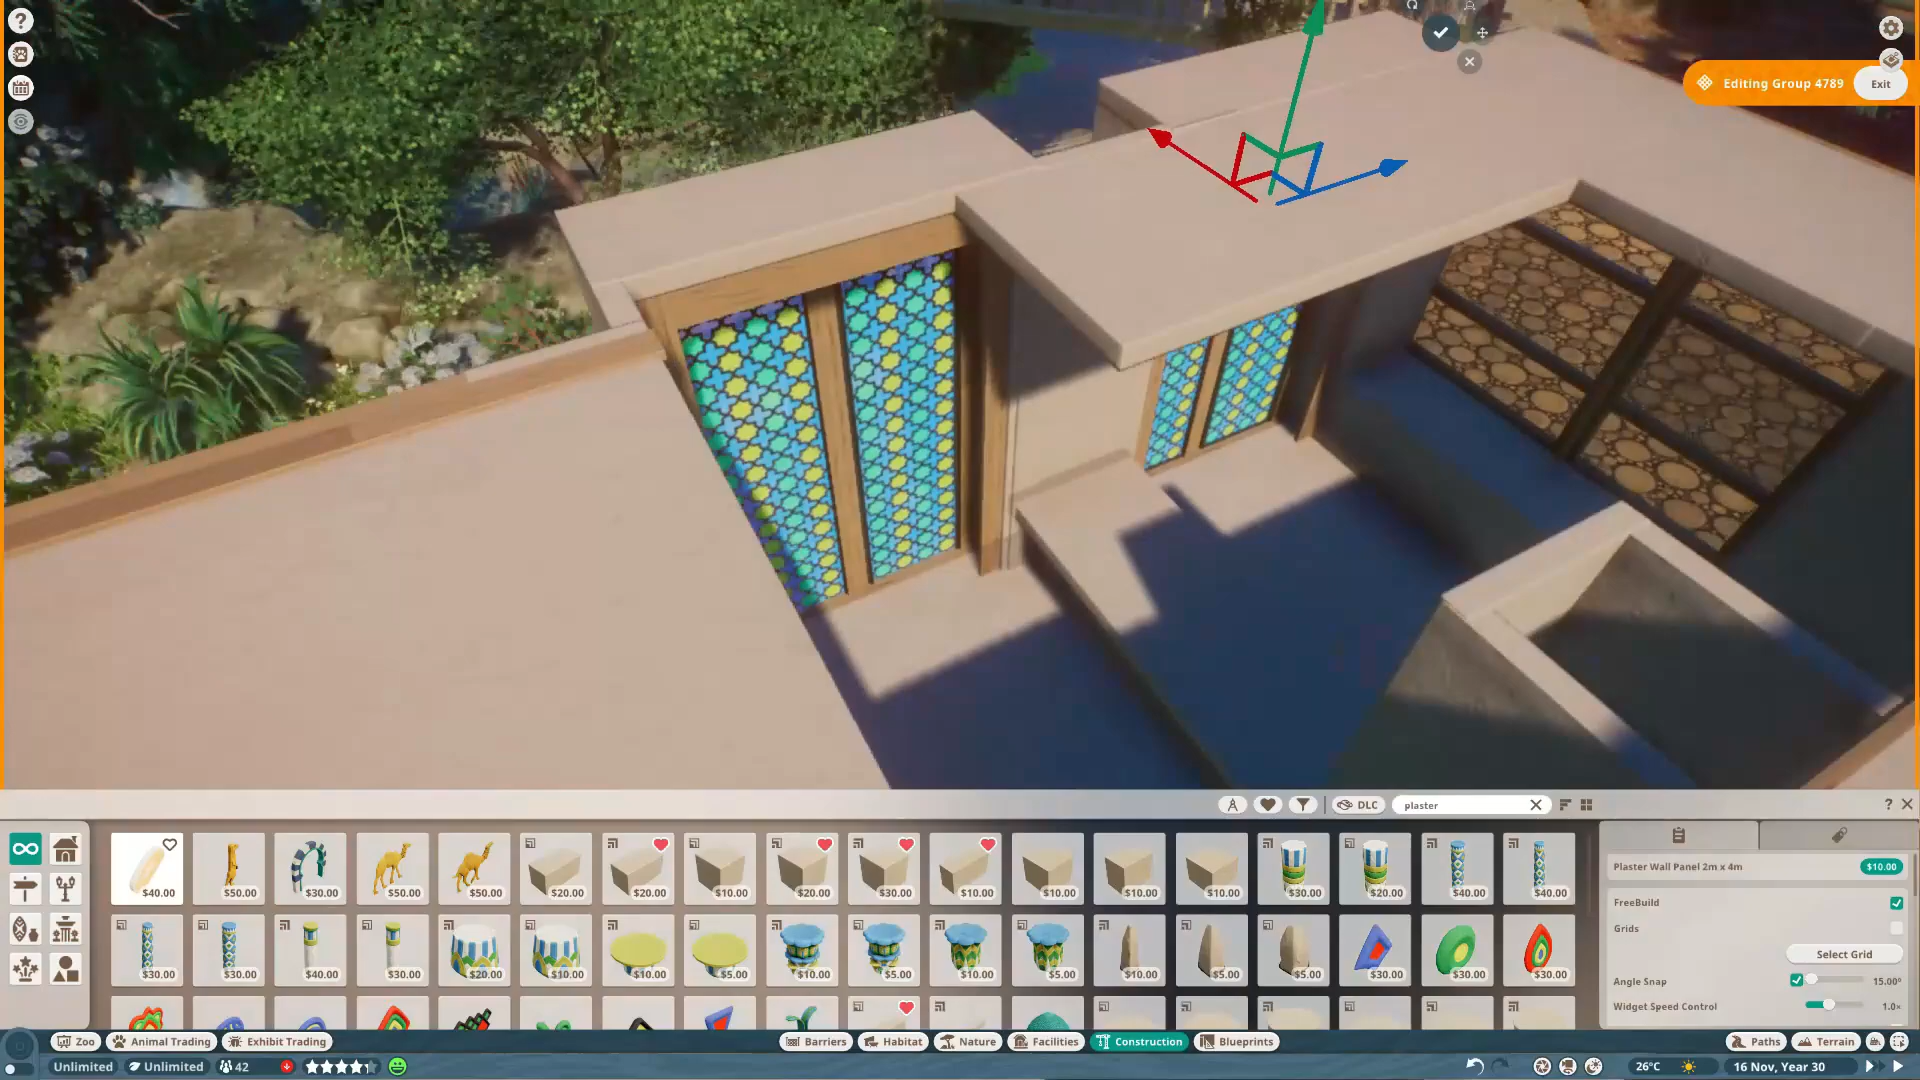 ?
Editing Group 4789
Exit
DLC
plaster
?
$40.00
$50.00
$30.00
$50.00
$50.00
$20.00
$20.00
$10.00
$20.00
$30.00
$10.00
$10.00
$10.00
$10.00
$30.00
$20.00
$40.00
$40.00
$30.00
$30.00
$40.00
$30.00
$20.00
$10.00
$10.00
$5.00
$10.00
$5.00
$10.00
$5.00
$10.00
$5.00
$5.00
$30.00
$30.00
$30.00
Plaster Wall Panel 2m x 4m
$10.00
FreeBuild
Grids
Select Grid
Angle Snap
15.00°
Widget Speed Control
1.0x
Zoo
Animal Trading
Exhibit Trading
Barriers
Habitat
Nature
Facilities
Construction
Blueprints
Paths
Terrain
Unlimited
Unlimited
42
26°C
16 Nov, Year 30